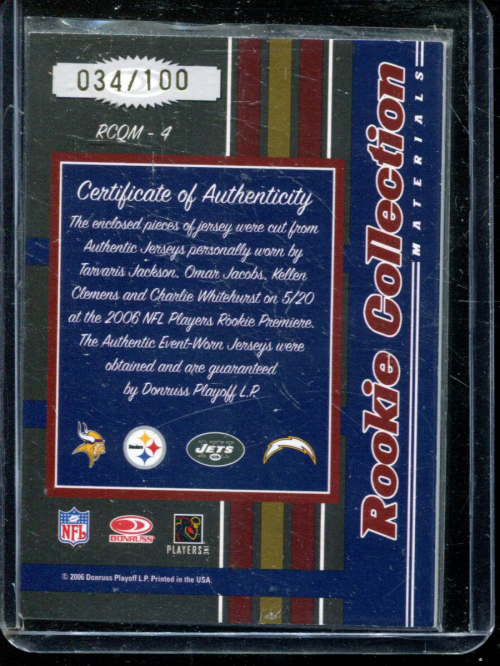 034/100
RCQM - 4
Certificate of Authenticity
The enclosed pieces of jersey were cut from
Authentic Jerseys personally worn by
Tarvaris Jackson, Omar Jacobs, Kellen
Clemens and Charlie Whitehurst on 5/20
at the 2006 NFL Players Rookie Premiere.
The Authentic Event-Worn Jerseys were
obtained and are guaranteed
by Donruss Playoff L.P.
Steelers
JETS
NFL
DONRUSS
PLAYERS INC
© 2006 Donruss Playoff L.P. Printed in the USA.
Rookie Collection
MATERIALS